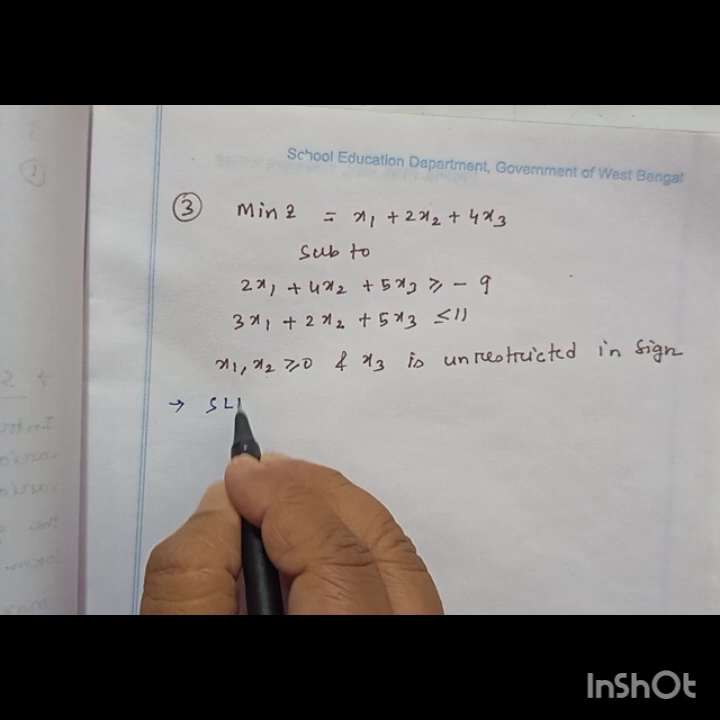 School Education Department, Government of West Bengal
③ Min z = x₁ + 2x₂ + 4x₃
Sub to
2x₁ + 4x₂ + 5x₃ ⩾ - 9
3x₁ + 2x₂ + 5x₃ ≤ 11
x₁, x₂ ⩾ 0 & x₃ is unrestricted in sign
→ SL
InShOt